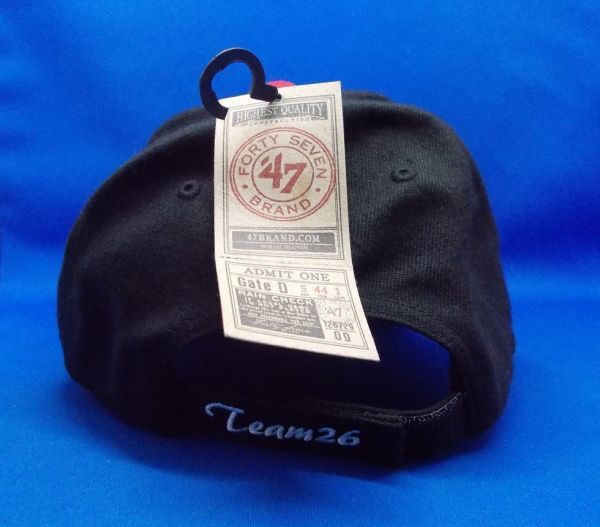 HIGHEST QUALITY
CONSTRUCTION
FORTY SEVEN
'47
BRAND
47BRAND.COM
ADMIT ONE
Gate D
S 44 1
RAIN CHECK
'47
126729
09
Team26